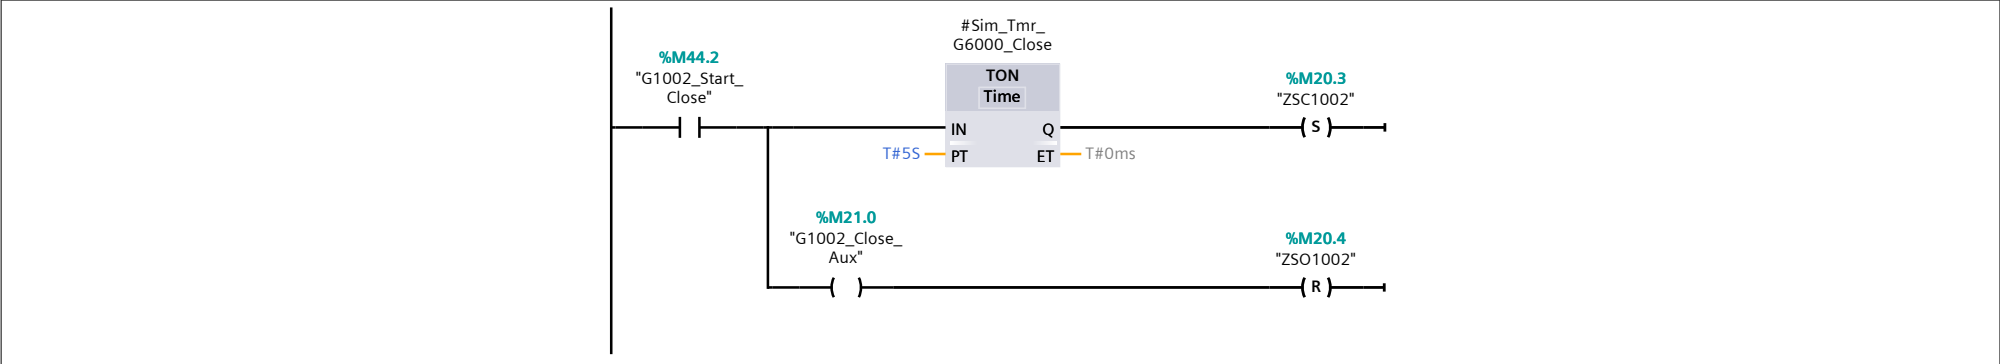 #Sim_Tmr_
G6000_Close
%M44.2
"G1002_Start_
Close"
TON
Time
%M20.3
"ZSC1002"
IN
Q
S
T#5S
PT
ET
T#0ms
%M21.0
"G1002_Close_
Aux"
%M20.4
"ZSO1002"
R